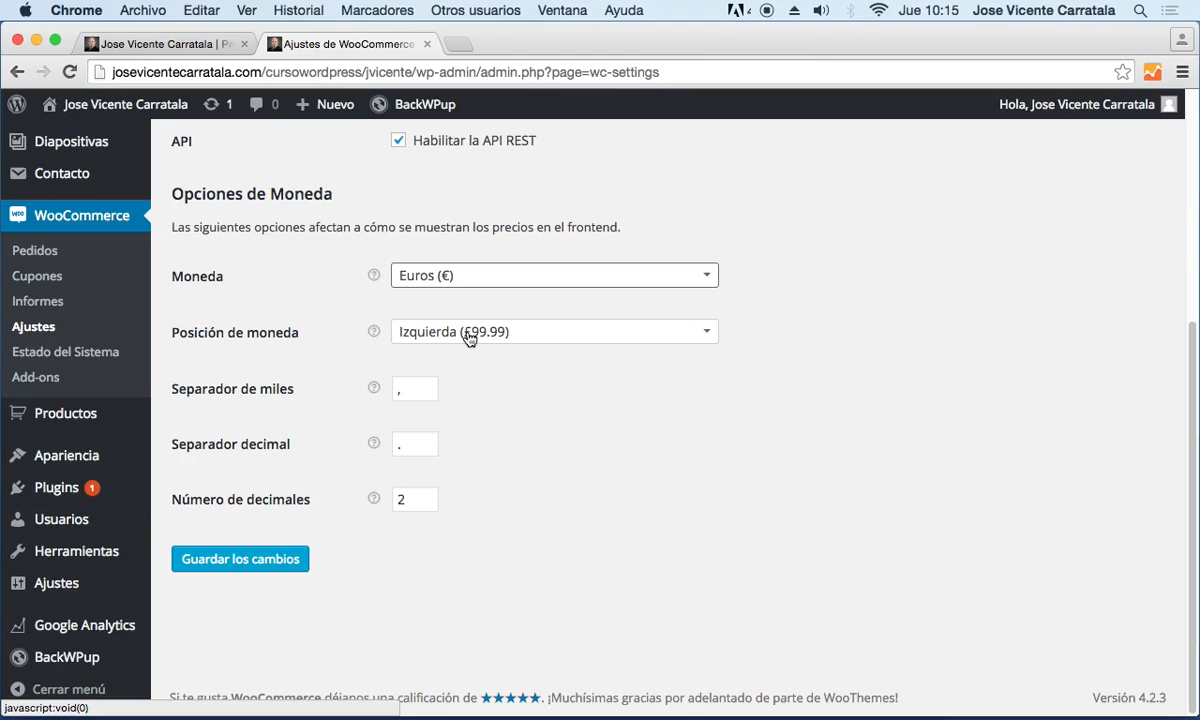 Chrome Archivo Editar Ver Historial Marcadores Otros usuarios Ventana Ayuda 4 Jue 10:15 Jose Vicente Carratala
Jose Vicente Carratala | Pr Ajustes de WooCommerce
josevicentecarratala.com/cursowordpress/jvicente/wp-admin/admin.php?page=wc-settings
Jose Vicente Carratala 1 0 Nuevo BackWPup Hola, Jose Vicente Carratala
Diapositivas
Contacto
WooCommerce
Pedidos
Cupones
Informes
Ajustes
Estado del Sistema
Add-ons
Productos
Apariencia
Plugins 1
Usuarios
Herramientas
Ajustes
Google Analytics
BackWPup
Cerrar menú
javascript:void(0)
API Habilitar la API REST
Opciones de Moneda
Las siguientes opciones afectan a cómo se muestran los precios en el frontend.
Moneda ? Euros (€)
Posición de moneda ? Izquierda (£99.99)
Separador de miles ? ,
Separador decimal ? .
Número de decimales ? 2
Guardar los cambios
Si te gusta WooCommerce déjanos una calificación de ★★★★★. ¡Muchísimas gracias por adelantado de parte de WooThemes! Versión 4.2.3